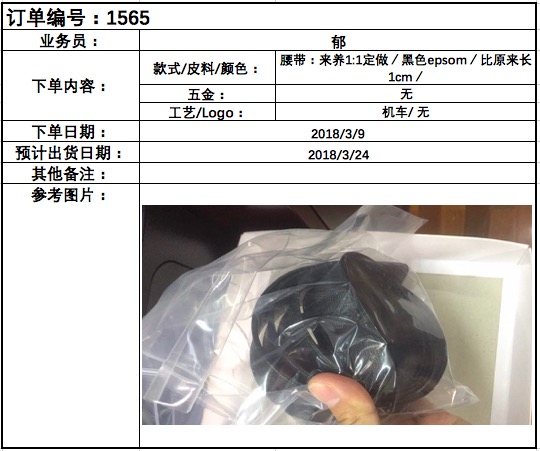 订单编号：1565
业务员：
郁
下单内容：
款式/皮料/颜色：
腰带：来养1:1定做 / 黑色epsom / 比原来长
1cm /
五金：
无
工艺/Logo：
机车/ 无
下单日期：
2018/3/9
预计出货日期：
2018/3/24
其他备注：
参考图片：